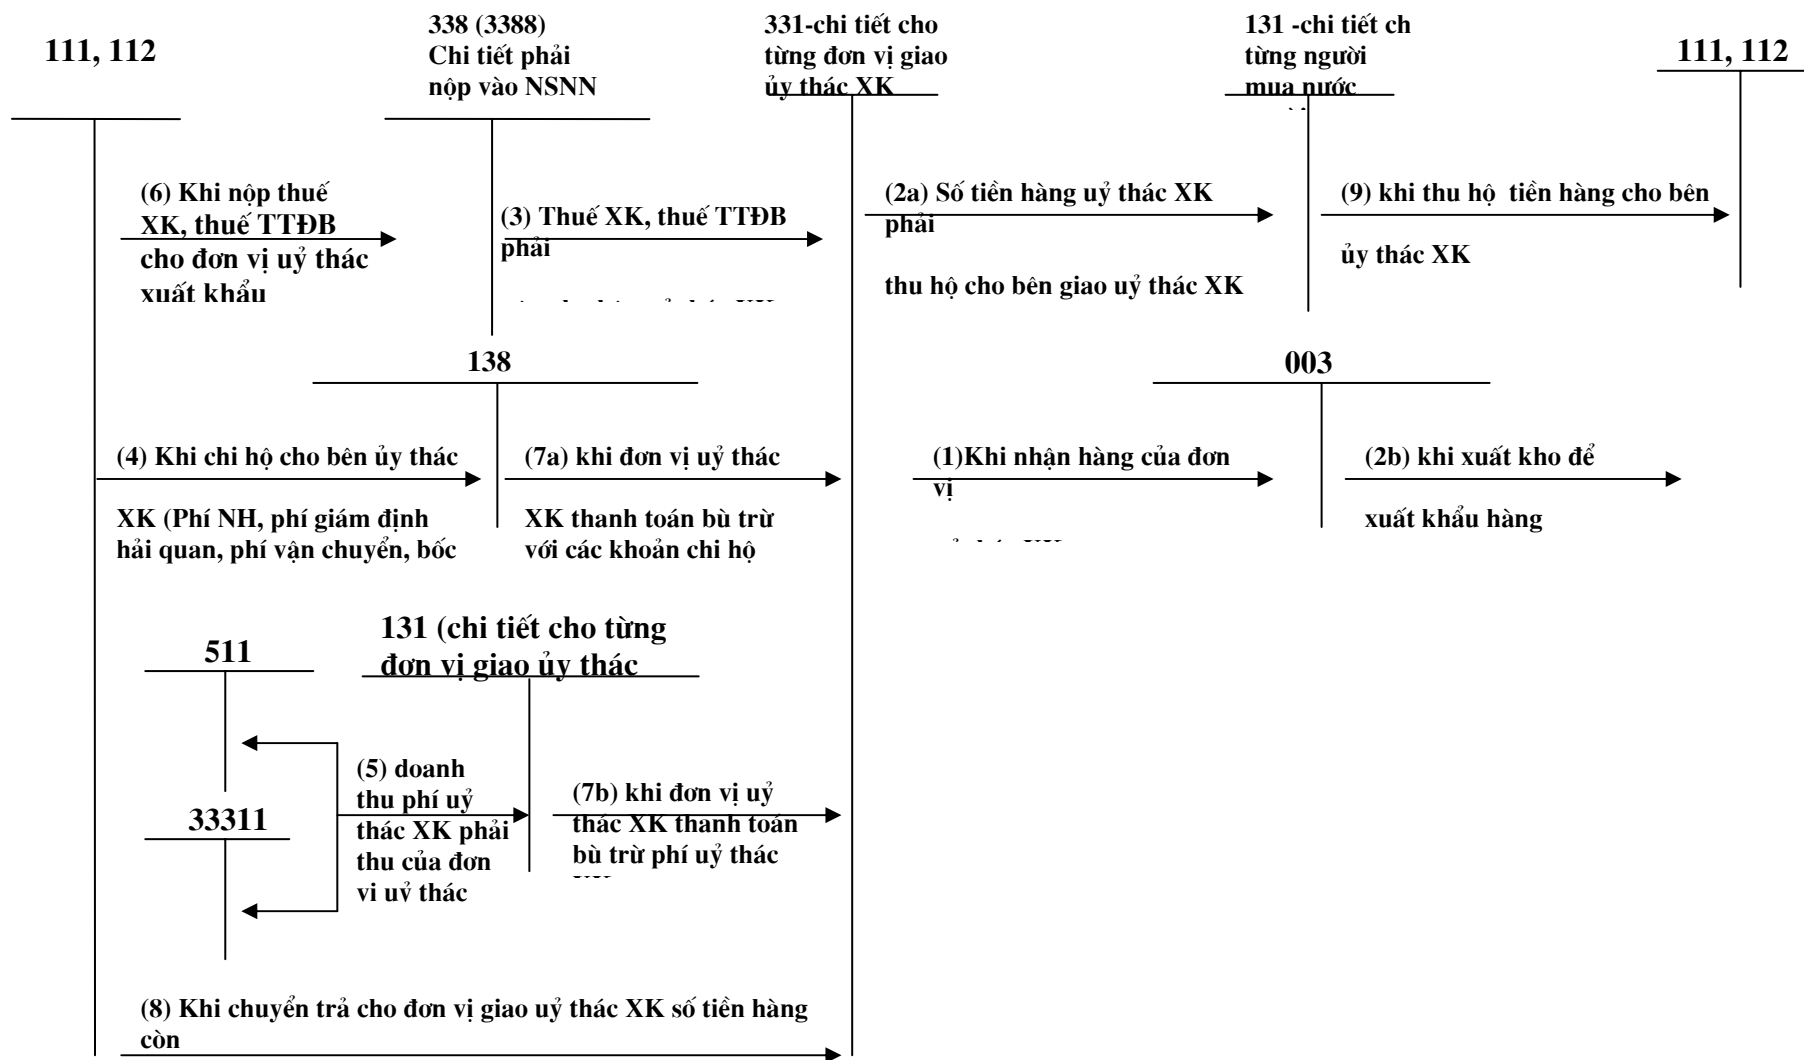 111, 112
338 (3388)
Chi tiết phải
nộp vào NSNN
331-chi tiết cho
từng đơn vị giao
ủy thác XK
131 -chi tiết ch
từng người
mua nước
111, 112
(6) Khi nộp thuế
XK, thuế TTĐB
cho đơn vị uỷ thác
xuất khẩu
(3) Thuế XK, thuế TTĐB
phải
(2a) Số tiền hàng uỷ thác XK
phải
thu hộ cho bên giao uỷ thác XK
(9) khi thu hộ tiền hàng cho bên
ủy thác XK
138
003
(4) Khi chi hộ cho bên ủy thác
XK (Phí NH, phí giám định
hải quan, phí vận chuyển, bốc
(7a) khi đơn vị uỷ thác
XK thanh toán bù trừ
với các khoản chi hộ
(1)Khi nhận hàng của đơn
vị
(2b) khi xuất kho để
xuất khẩu hàng
511
131 (chi tiết cho từng
đơn vị giao ủy thác
33311
(5) doanh
thu phí uỷ
thác XK phải
thu của đơn
vị uỷ thác
(7b) khi đơn vị uỷ
thác XK thanh toán
bù trừ phí uỷ thác
(8) Khi chuyển trả cho đơn vị giao uỷ thác XK số tiền hàng
còn